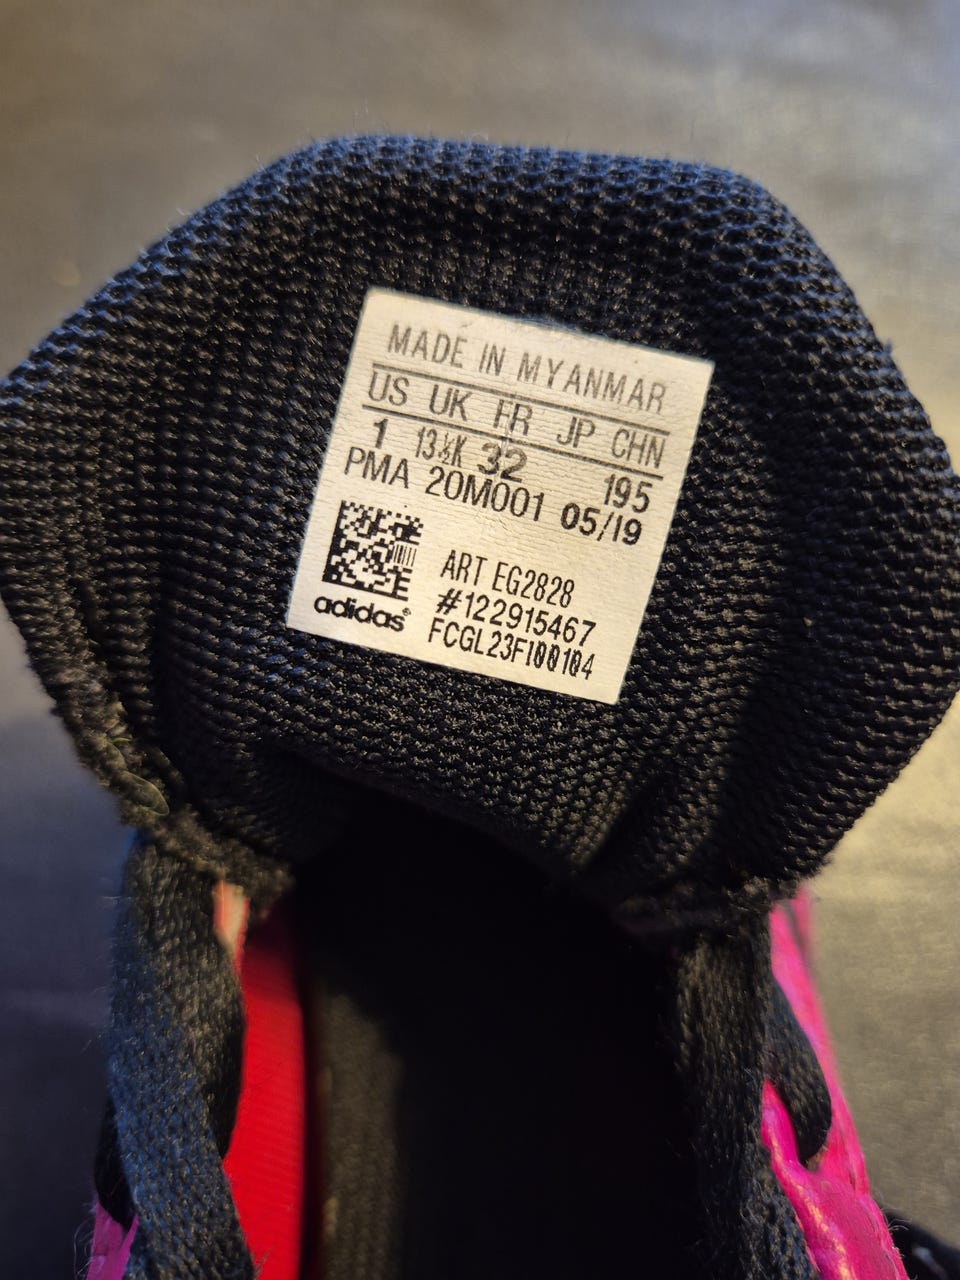 MADE IN MYANMAR
US UK FR JP CHN
1 13½K 32 195
PMA 20M001 05/19
ART EG2828
#122915467
FCGL23FI00104
adidas®